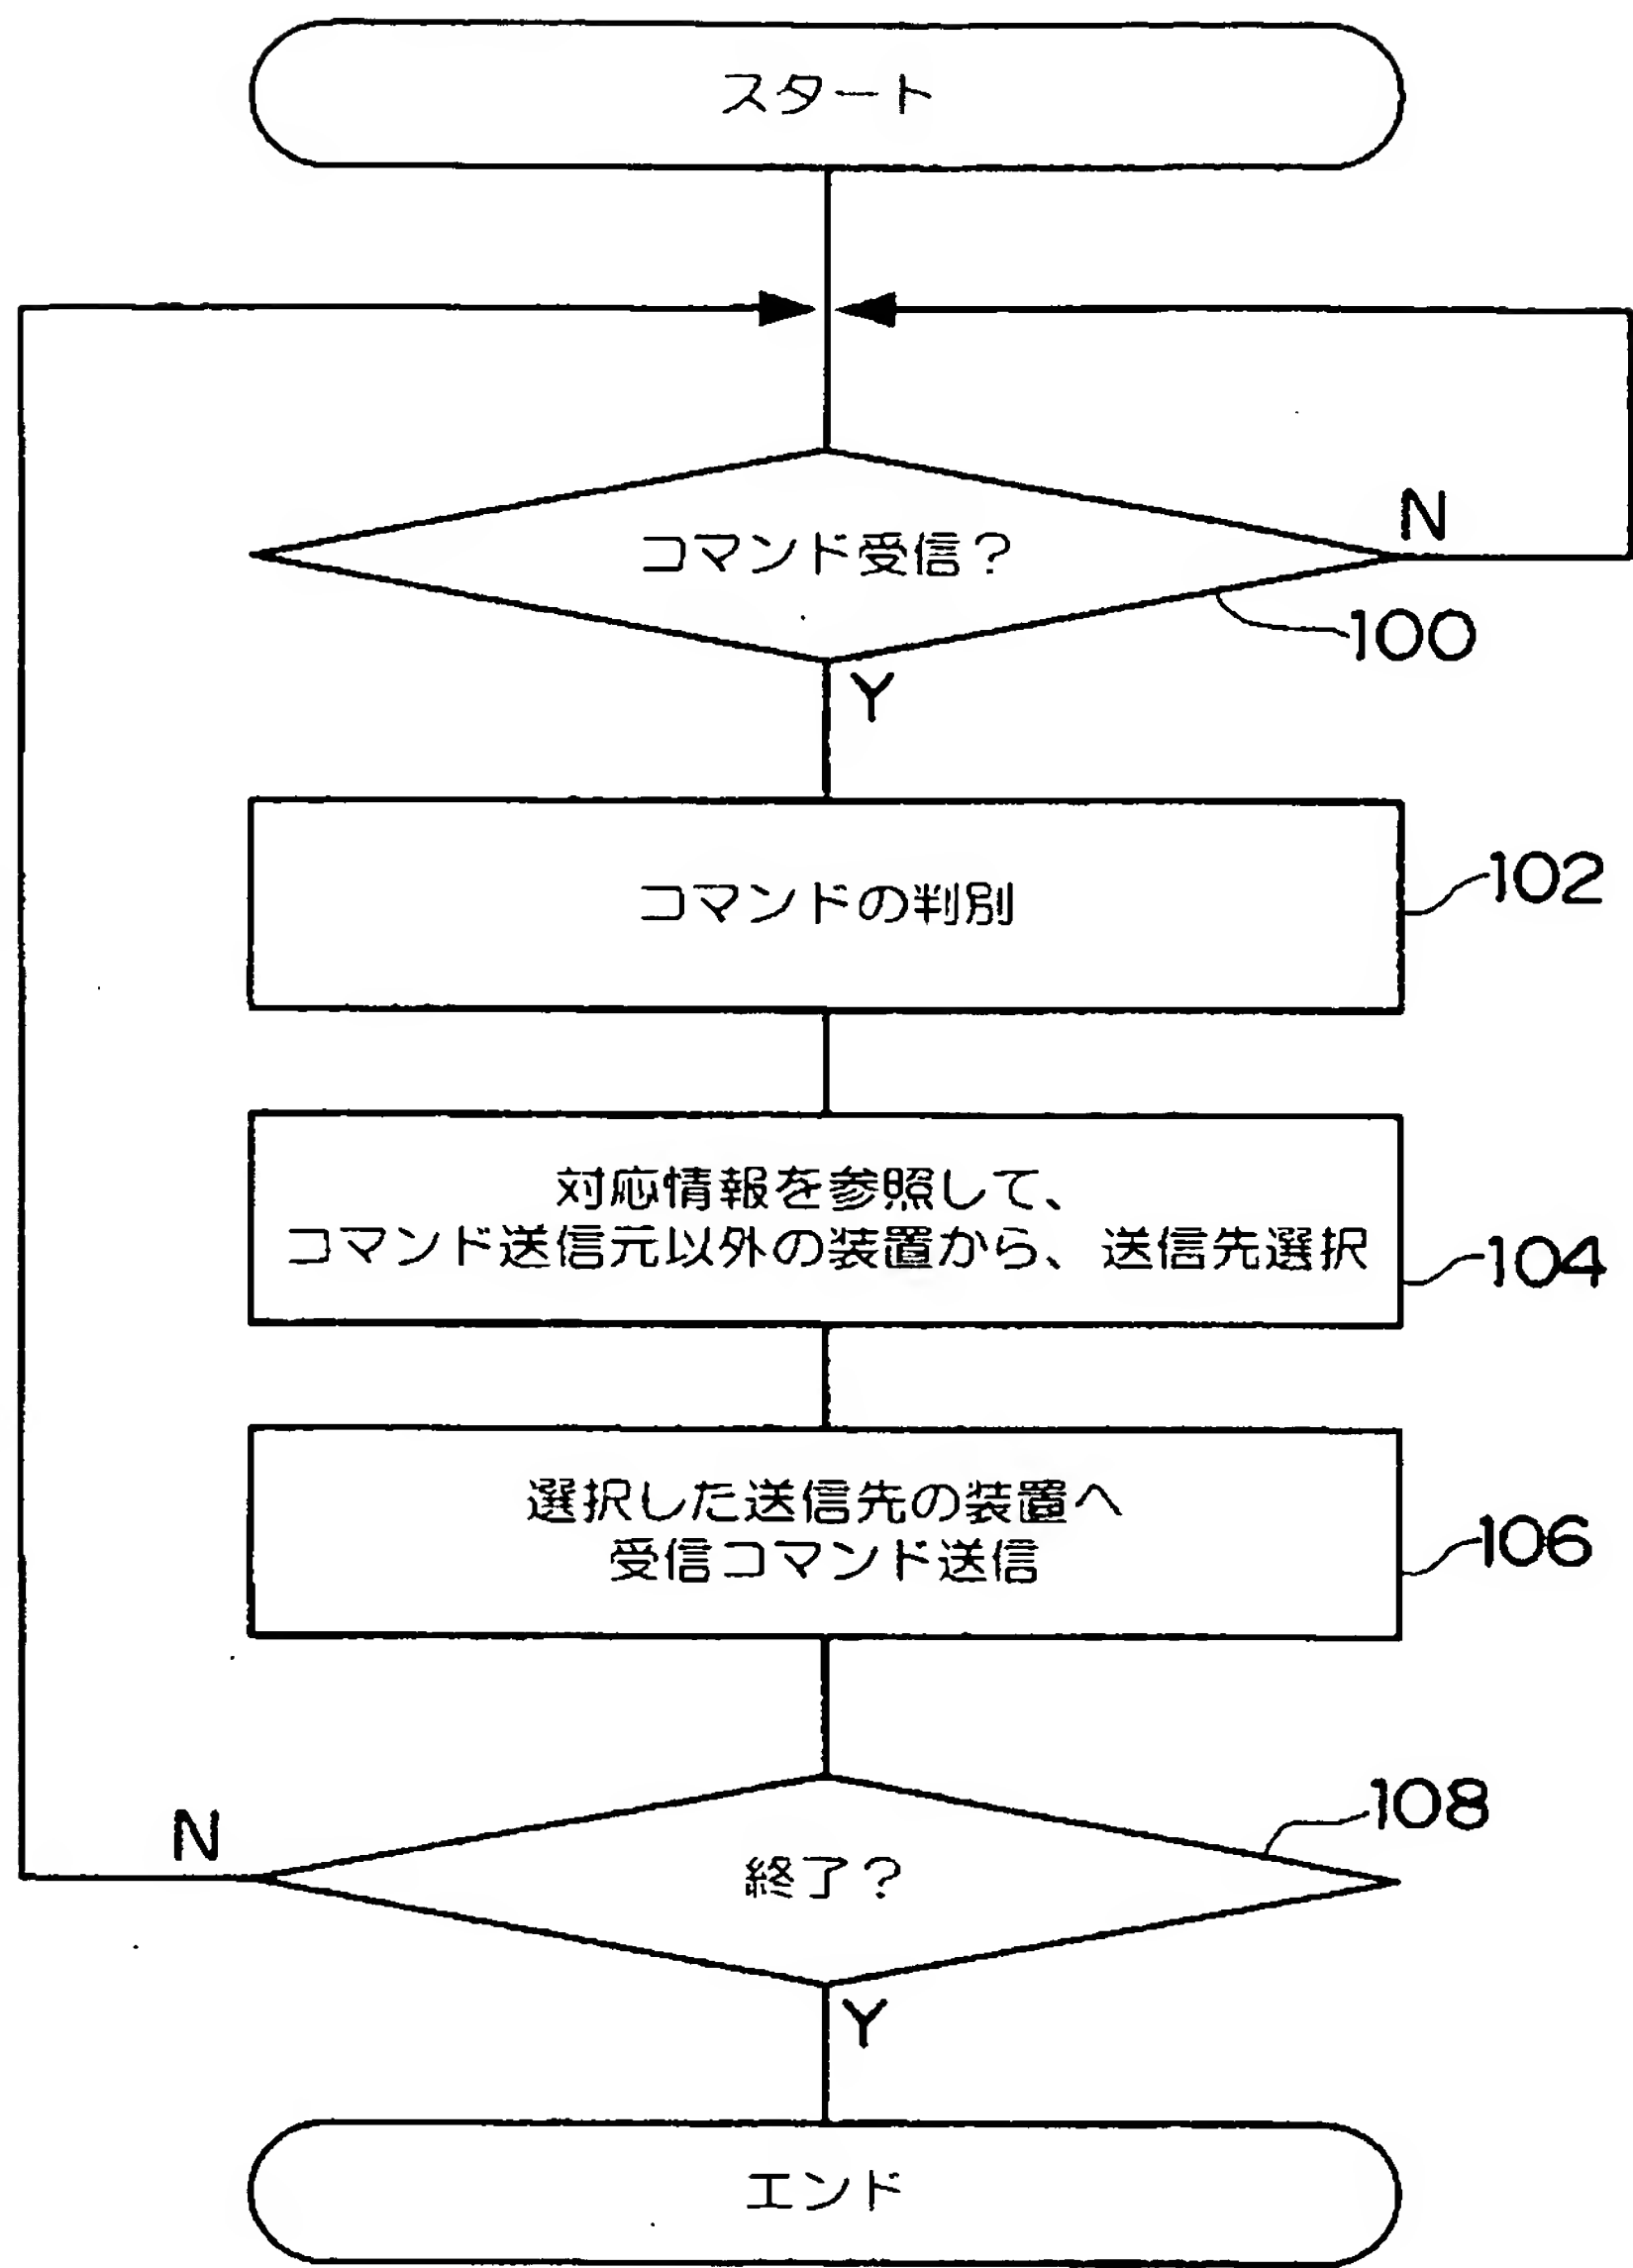 スタート
コマンド受信？
N
100
Y
コマンドの判別
102
対応情報を参照して、
コマンド送信元以外の装置から、送信先選択
104
選択した送信先の装置へ
受信コマンド送信
106
108
N
終了？
Y
エンド